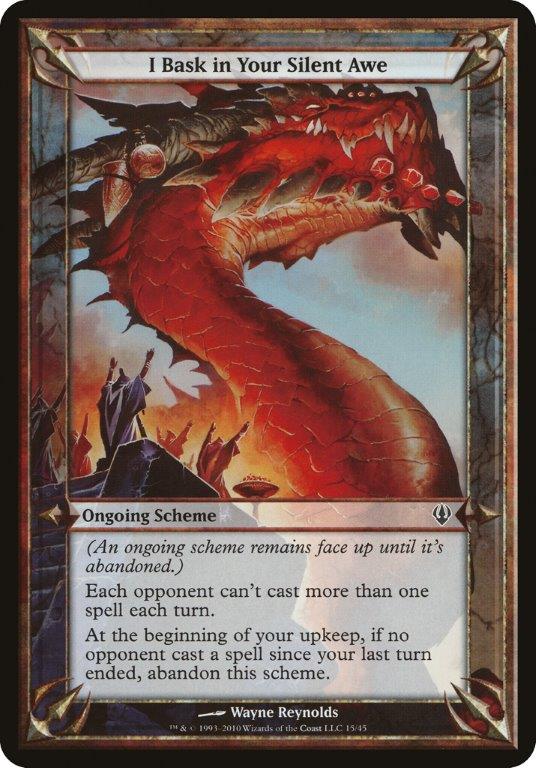 I Bask in Your Silent Awe
Ongoing Scheme
(An ongoing scheme remains face up until it's
abandoned.)
Each opponent can't cast more than one
spell each turn.
At the beginning of your upkeep, if no
opponent cast a spell since your last turn
ended, abandon this scheme.
Wayne Reynolds
™ & © 1993-2010 Wizards of the Coast LLC 15/45